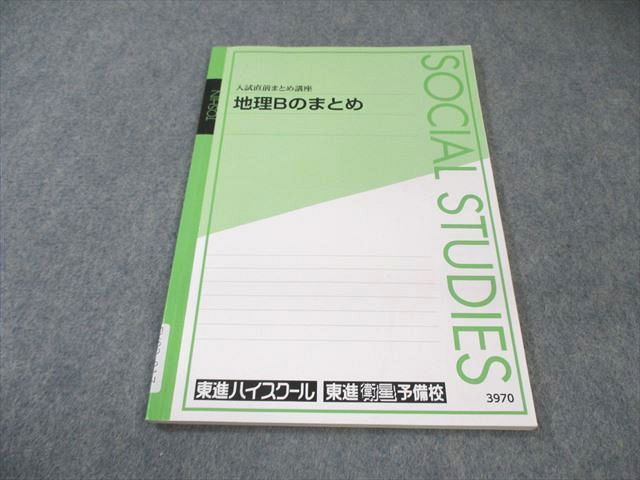 入試直前まとめ講座
地理Bのまとめ
SOCIAL STUDIES
東進ハイスクール 東進衛星予備校
3970